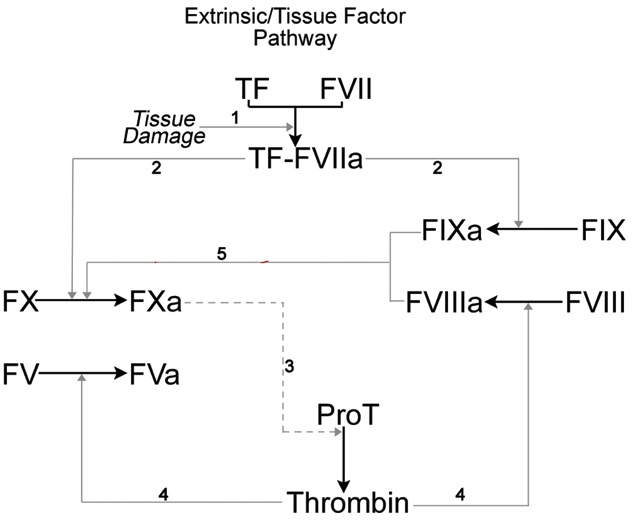 Extrinsic/Tissue Factor
Pathway
TF FVII
Tissue
Damage
1
TF-FVIIa
2 2
FIXa FIX
5
FX FXa
FVIIIa FVIII
3
FV FVa
ProT
4 Thrombin 4